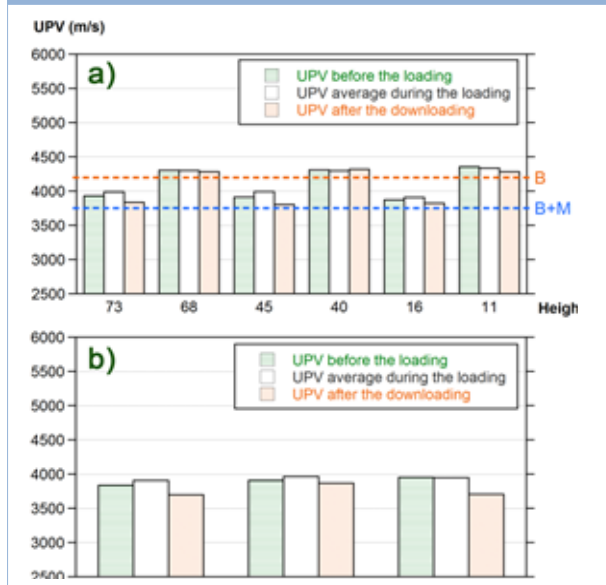 UPV (m/s)
6000
a)
UPV before the loading
UPV average during the loading
UPV after the downloading
5500
5000
4500
B
4000
B+M
3500
3000
2500
73 68 45 40 16 11 Heigh
6000
b)
UPV before the loading
UPV average during the loading
UPV after the downloading
5500
5000
4500
4000
3500
3000
2500